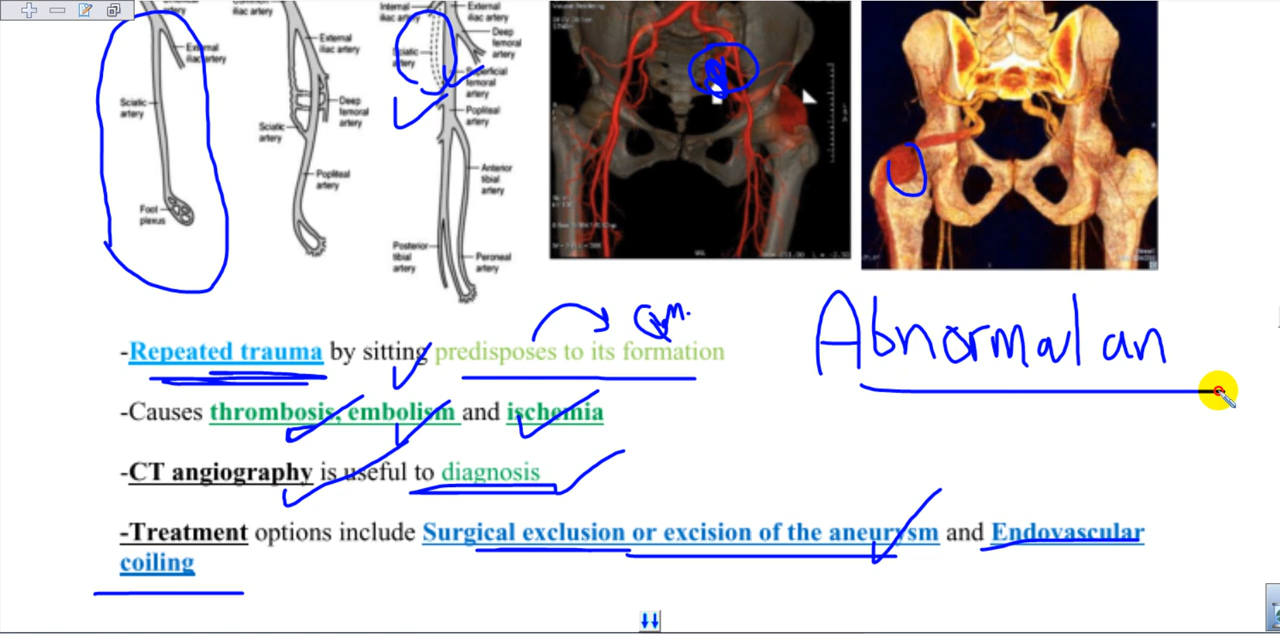 External
iliac artery
Sciatic
artery
Foot
plexus
External
iliac artery
Deep
femoral
artery
Sciatic
artery
Popliteal
artery
Internal
iliac artery
External
iliac artery
Deep
femoral
artery
Sciatic
artery
Superficial
femoral
artery
Popliteal
artery
Anterior
tibial
artery
Posterior
tibial
artery
Peroneal
artery
Abnormal an
-Repeated trauma by sitting predisposes to its formation
-Causes thrombosis, embolism and ischemia
-CT angiography is useful to diagnosis
-Treatment options include Surgical exclusion or excision of the aneurysm and Endovascular
coiling